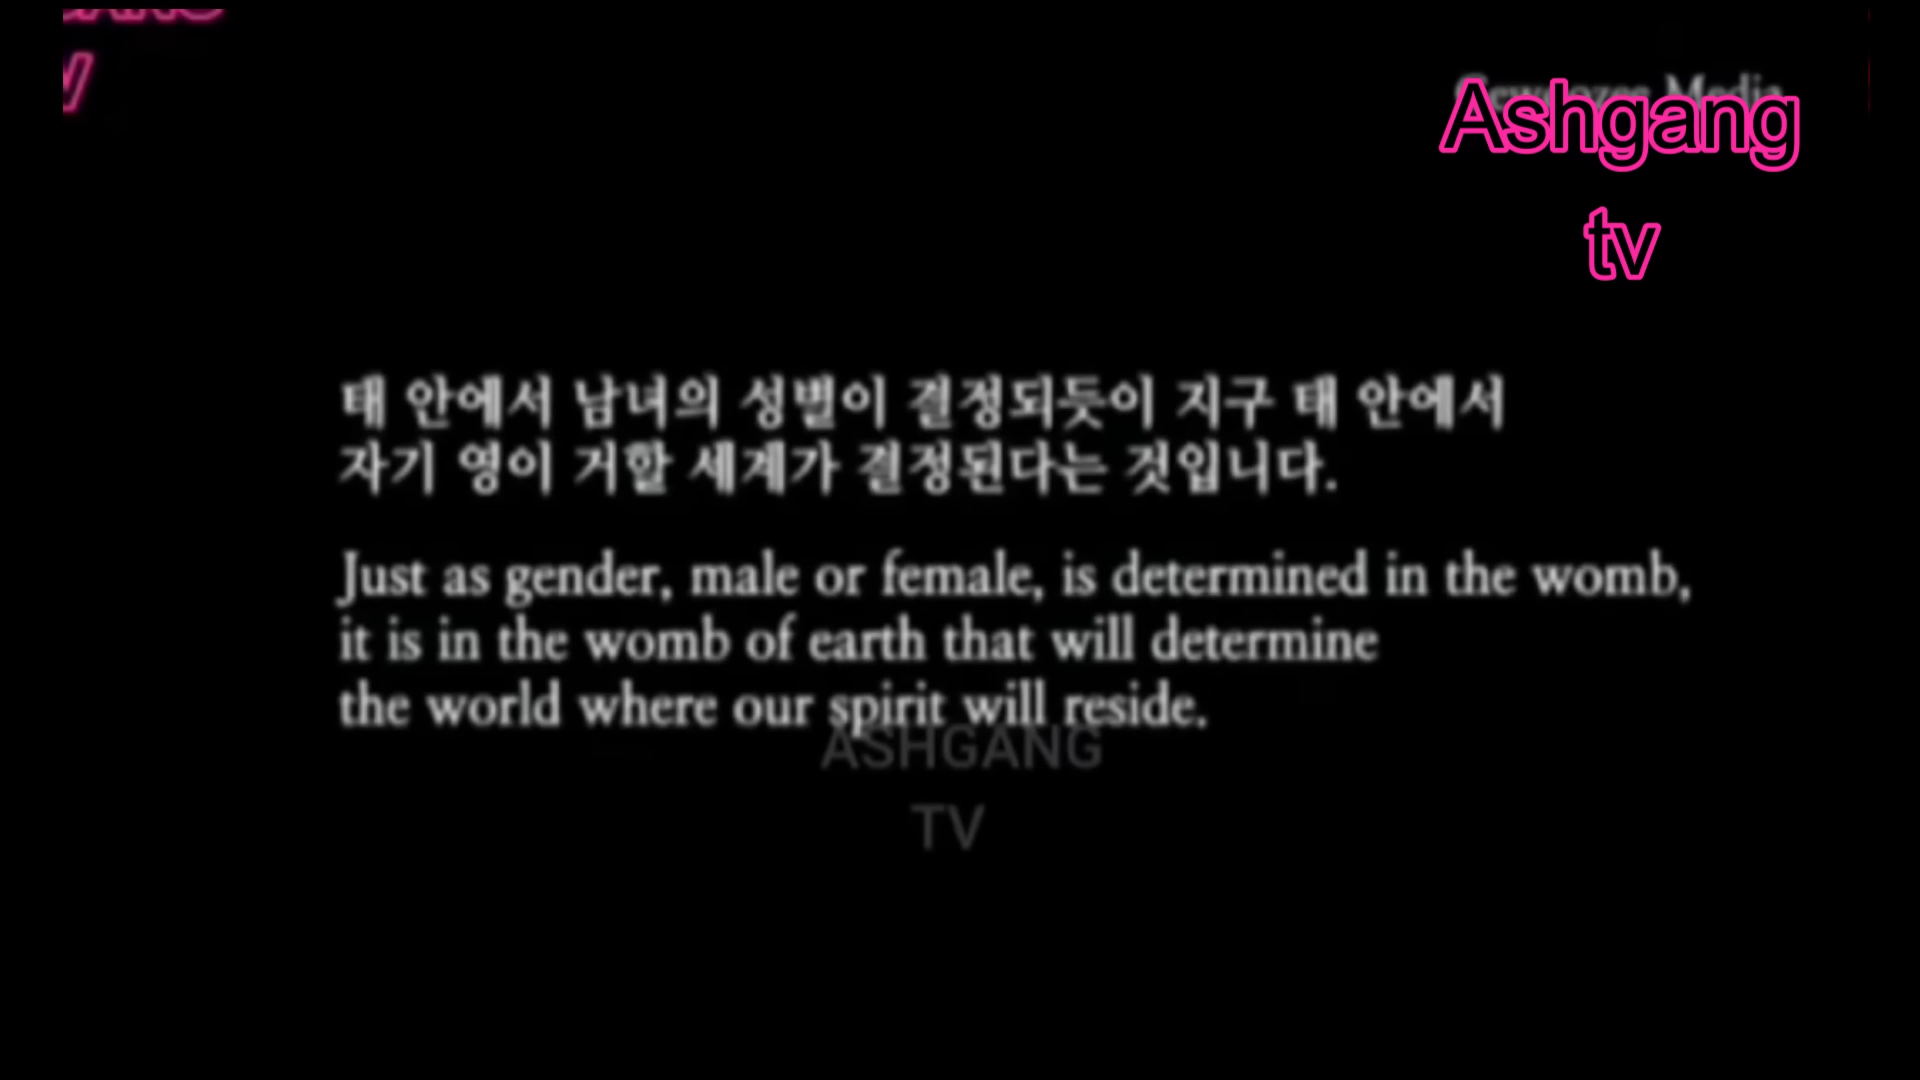 Media
Ashgang
tv
태 안에서 남녀의 성별이 결정되듯이 지구 태 안에서
자기 영이 거할 세계가 결정된다는 것입니다.
Just as gender, male or female, is determined in the womb,
it is in the womb of earth that will determine
the world where our spirit will reside.
ASHGANG
TV